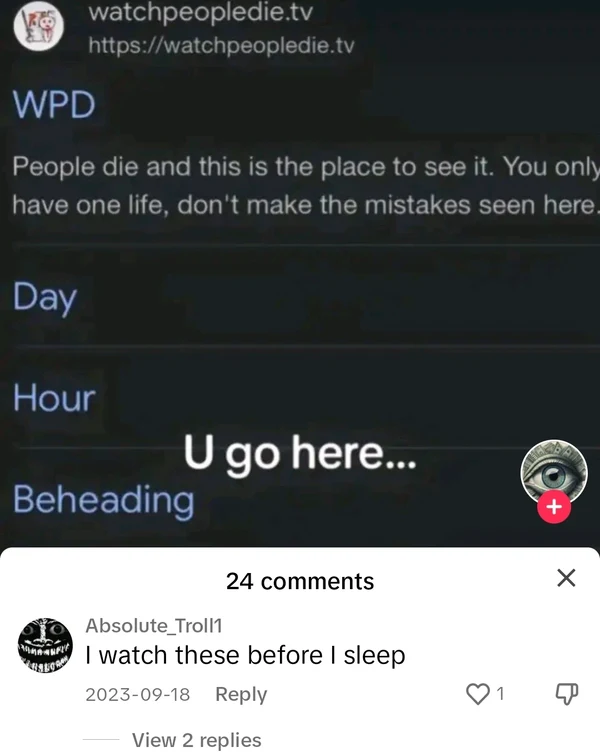 watchpeopledie.tv
https://watchpeopledie.tv
WPD
People die and this is the place to see it. You only
have one life, don't make the mistakes seen here.
Day
Hour
U go here...
Beheading
24 comments
Absolute_Troll1
I watch these before I sleep
2023-09-18 Reply 1
View 2 replies